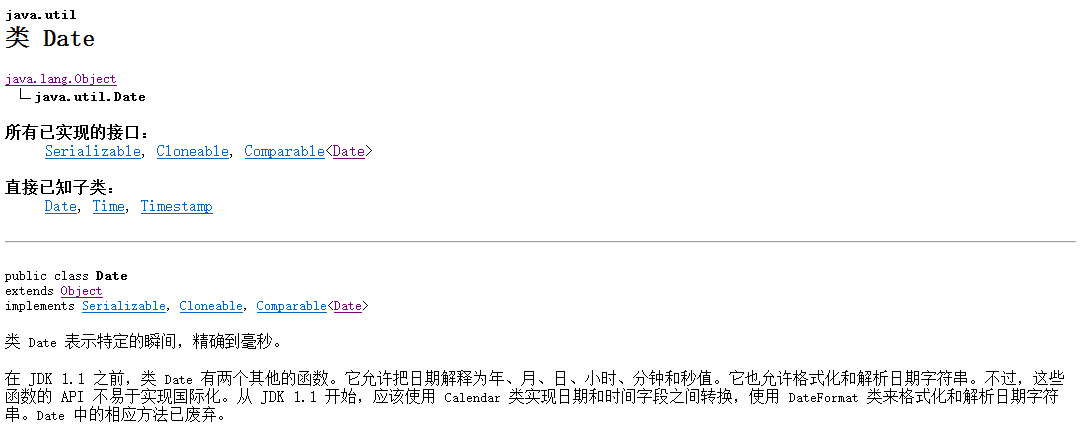 java.util
类 Date
java.lang.Object
java.util.Date
所有已实现的接口：
Serializable, Cloneable, Comparable<Date>
直接已知子类：
Date, Time, Timestamp
public class Date
extends Object
implements Serializable, Cloneable, Comparable<Date>
类 Date 表示特定的瞬间，精确到毫秒。
在 JDK 1.1 之前，类 Date 有两个其他的函数。它允许把日期解释为年、月、日、小时、分钟和秒值。它也允许格式化和解析日期字符串。不过，这些
函数的 API 不易于实现国际化。从 JDK 1.1 开始，应该使用 Calendar 类实现日期和时间字段之间转换，使用 DateFormat 类来格式化和解析日期字符
串。Date 中的相应方法已废弃。